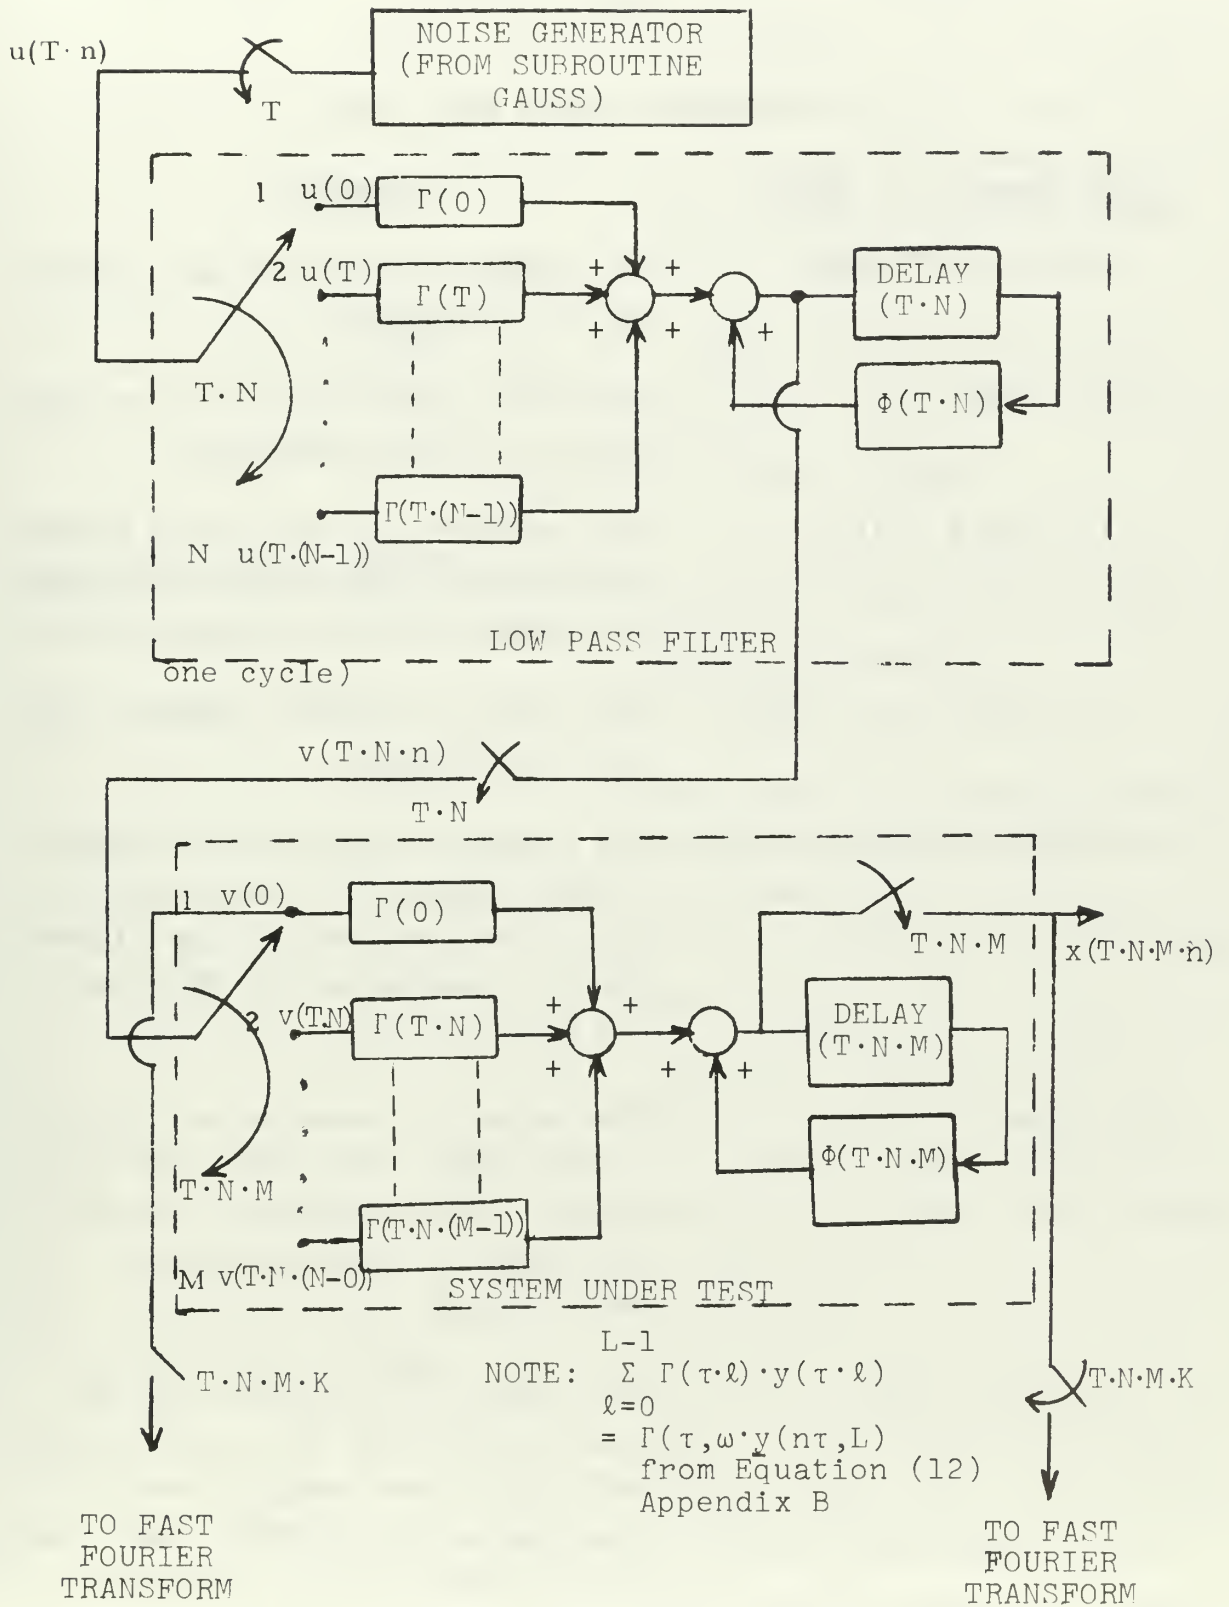 u(T·n)
NOISE GENERATOR
(FROM SUBROUTINE
GAUSS)
T
1 u(0)
Γ(0)
2 u(T)
Γ(T)
+ +
+ +
+
DELAY
(T·N)
Φ(T·N)
T.N
Γ(T·(N-1))
N u(T·(N-1))
LOW PASS FILTER
one cycle)
v(T·N·n)
T·N
1 v(0)
Γ(0)
T·N·M
x(T·N·M·n)
2 v(T.N)
Γ(T·N)
+ +
+ +
+
DELAY
(T·N·M)
Φ(T·N·M)
T·N·M
Γ(T·N·(M-1))
M v(T·N·(N-0))
SYSTEM UNDER TEST
T·N·M·K
L-1
NOTE: Σ Γ(τ·ℓ)·y(τ·ℓ)
ℓ=0
= Γ(τ,ω·y(nτ,L)
from Equation (12)
Appendix B
T·N·M·K
TO FAST
FOURIER
TRANSFORM
TO FAST
FOURIER
TRANSFORM